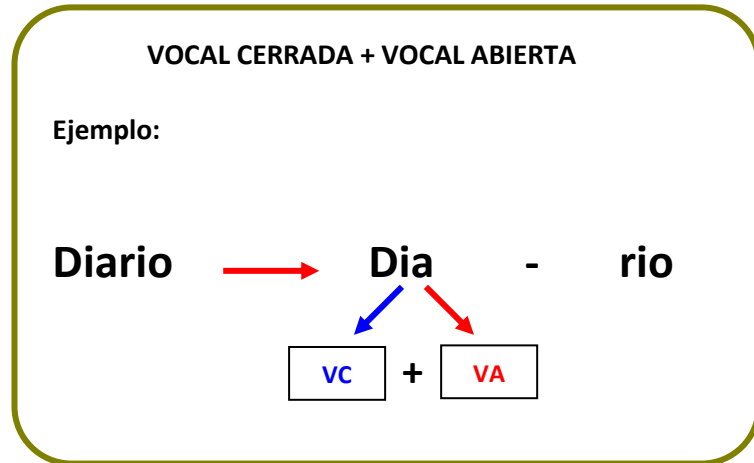 VOCAL CERRADA + VOCAL ABIERTA
Ejemplo:
Diario Dia - rio
VC + VA